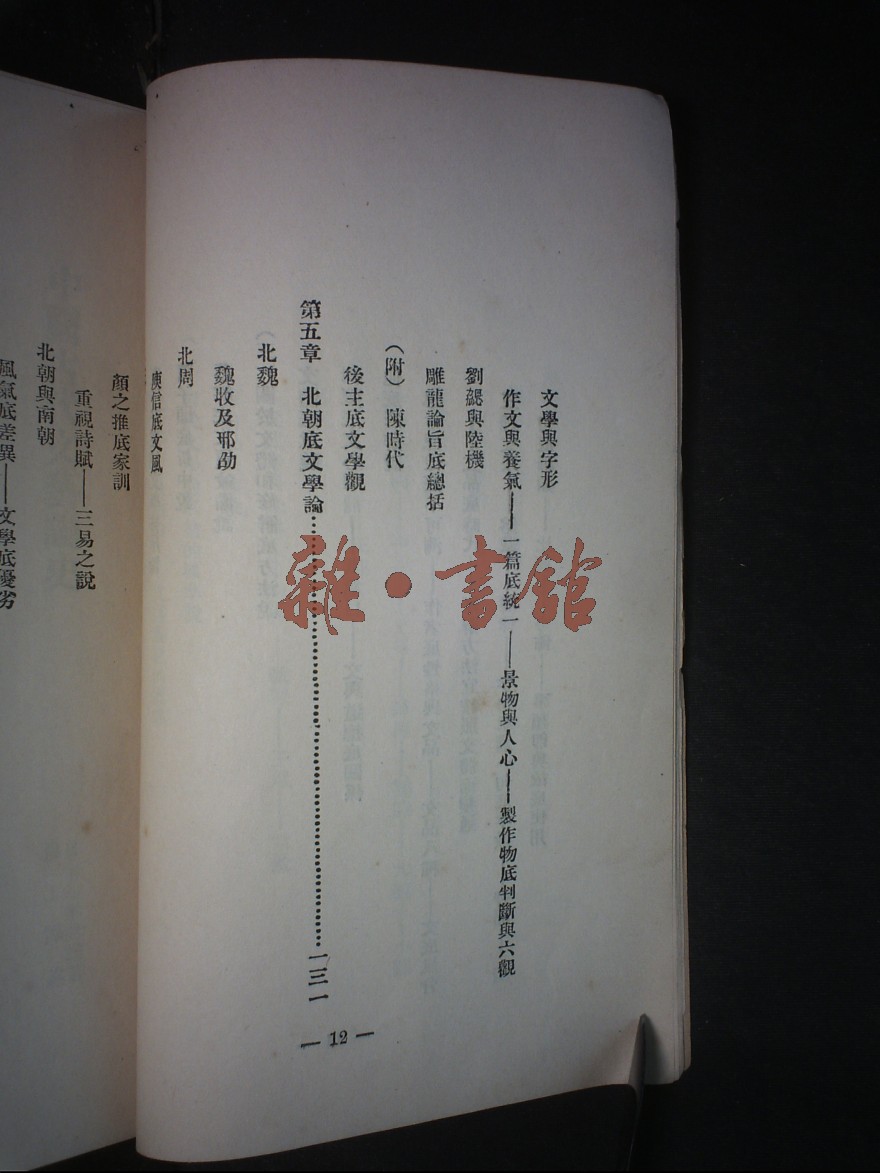 文學與字形
作文與養氣——一篇底統一——景物與人心——製作物底判斷與六觀
劉勰與陸機
雕龍論旨底總括
（附）陳時代
後主底文學觀
第五章　北朝底文學論……………………………………一三一
北魏
魏收及邢劭
北周
庾信底文風
顏之推底家訓
重視詩賦——三易之說
北朝與南朝
風氣底差異——文學底優劣
— 12 —
雜·書館